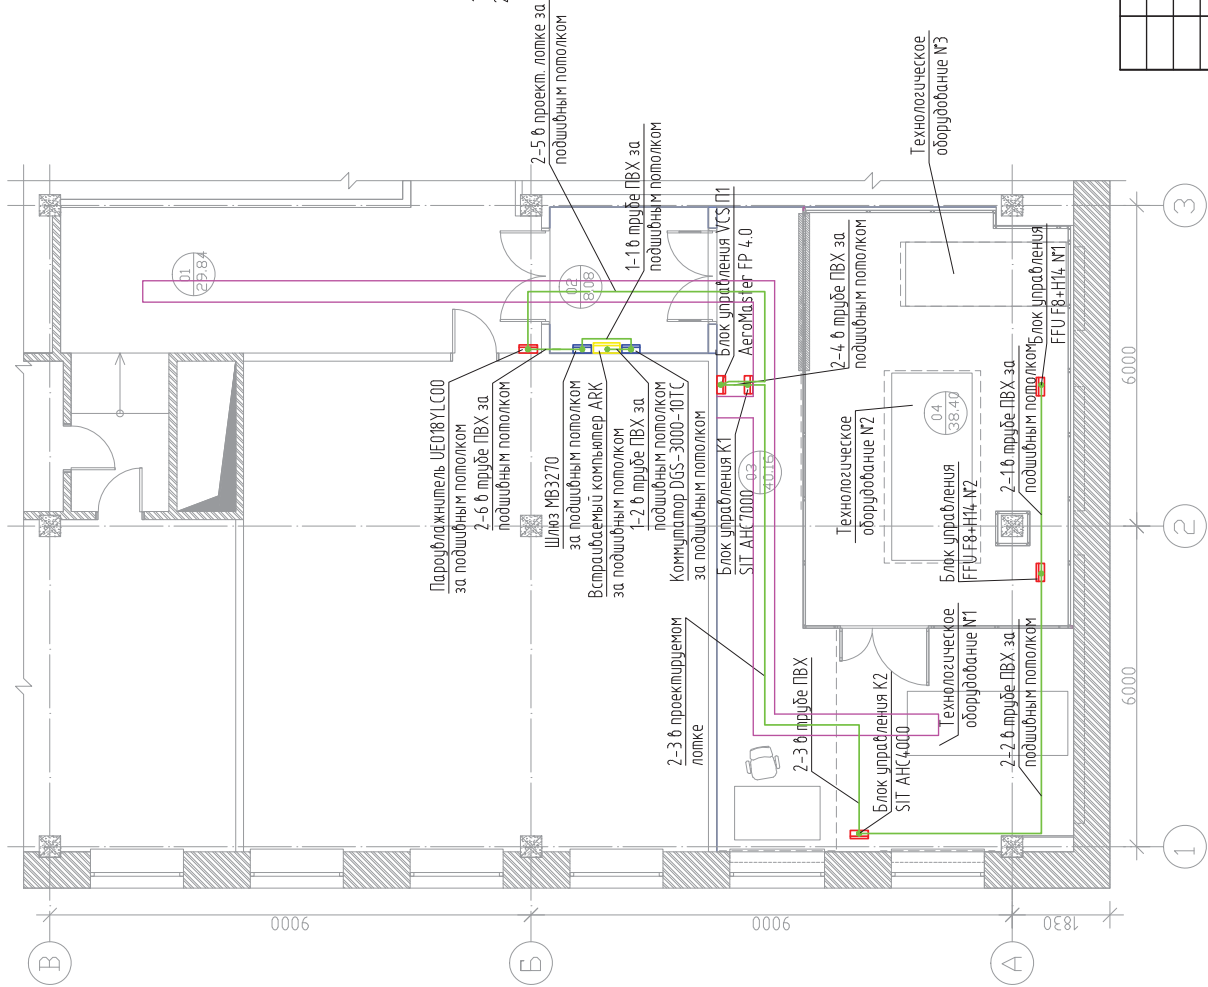 2-5 в проект. лотке за
подшивным потолком
Технологическое
оборудование №3
1-1 в трубе ПВХ за
подшивным потолком
Блок управления VCS П1
AeroMaster FP 4.0
2-4 в трубе ПВХ за
подшивным потолком
Блок управления
FFU F8+H14 №1
01
29.84
02
8.08
03
40.16
04
38.40
Пароувлажнитель UE018YLC00
за подшивным потолком
2-6 в трубе ПВХ за
подшивным потолком
Шлюз MB3270
за подшивным потолком
Встраиваемый компьютер ARK
за подшивным потолком
1-2 в трубе ПВХ за
подшивным потолком
Коммутатор DGS-3000-10TC
за подшивным потолком
Блок управления К1
SIT AHC7000
Технологическое
оборудование №2
Блок управления
FFU F8+H14 №2
2-1 в трубе ПВХ за
подшивным потолком
2-3 в проектируемом
лотке
2-3 в трубе ПВХ
Блок управления К2
SIT AHC4000
Технологическое
оборудование №1
2-2 в трубе ПВХ за
подшивным потолком
6000
6000
9000
9000
1830
В
Б
А
1
2
3